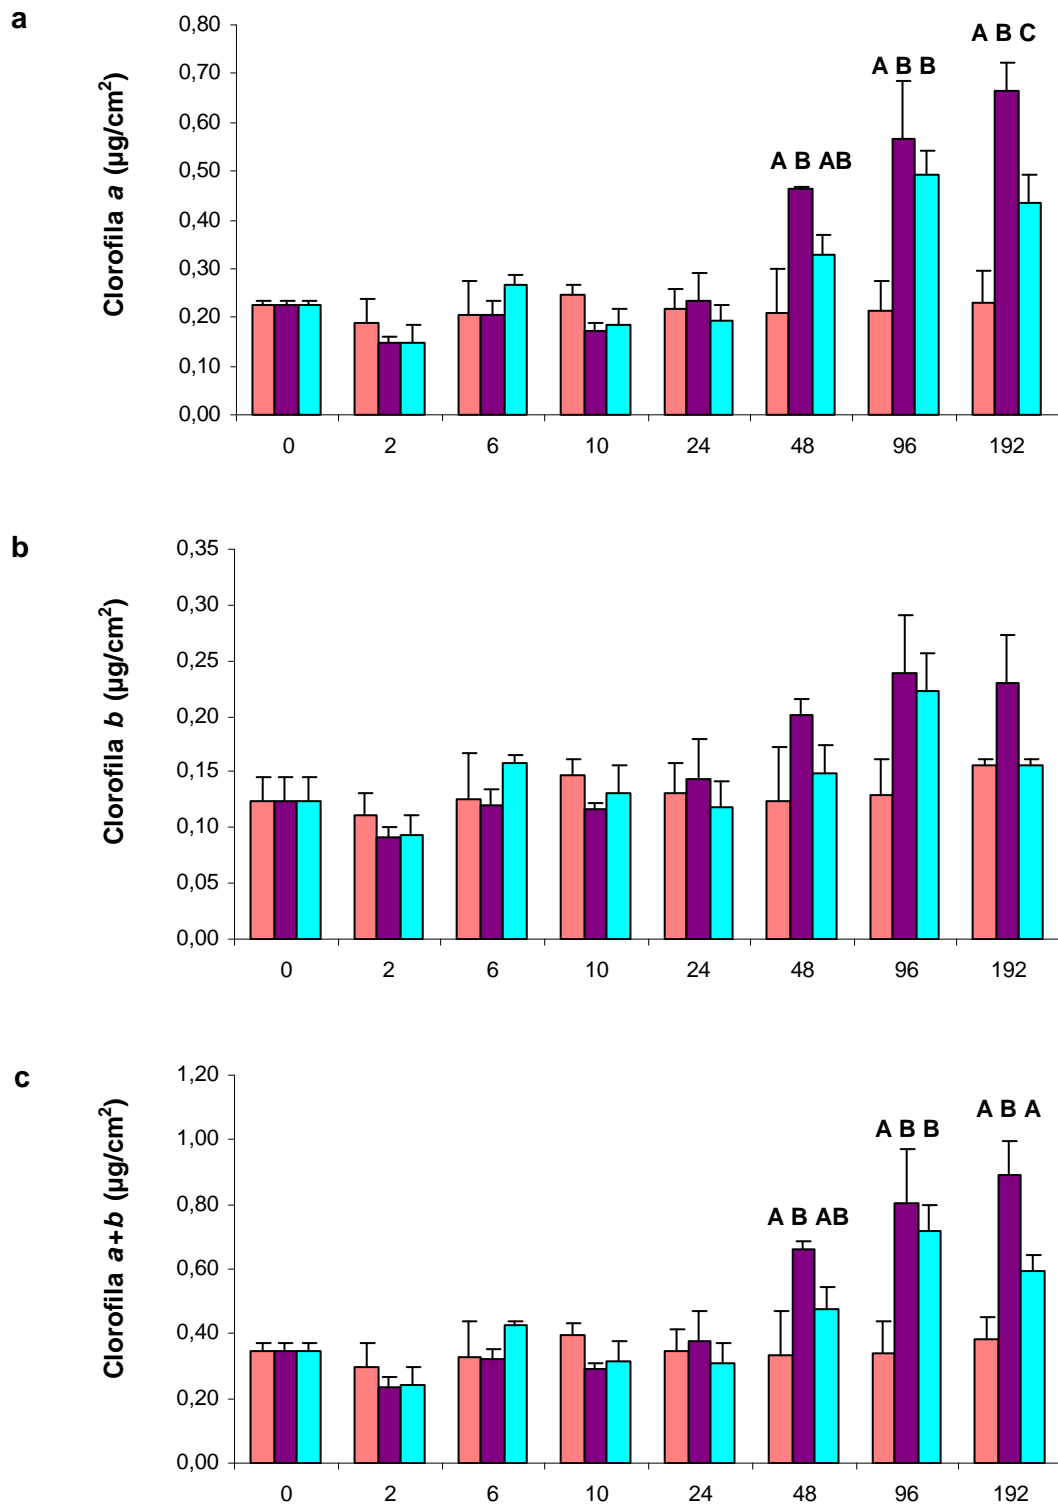 a
Clorofila a (µg/cm²)
0,80
0,70
0,60
0,50
0,40
0,30
0,20
0,10
0,00
A B AB
A B B
A B C
0 2 6 10 24 48 96 192
b
Clorofila b (µg/cm²)
0,35
0,30
0,25
0,20
0,15
0,10
0,05
0,00
0 2 6 10 24 48 96 192
c
Clorofila a+b (µg/cm²)
1,20
1,00
0,80
0,60
0,40
0,20
0,00
A B AB
A B B
A B A
0 2 6 10 24 48 96 192